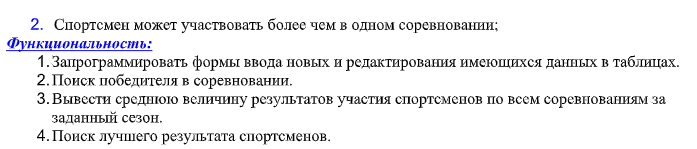 2. Спортсмен может участвовать более чем в одном соревновании;
Функциональность:
1. Запрограммировать формы ввода новых и редактирования имеющихся данных в таблицах.
2. Поиск победителя в соревновании.
3. Вывести среднюю величину результатов участия спортсменов по всем соревнованиям за
заданный сезон.
4. Поиск лучшего результата спортсменов.